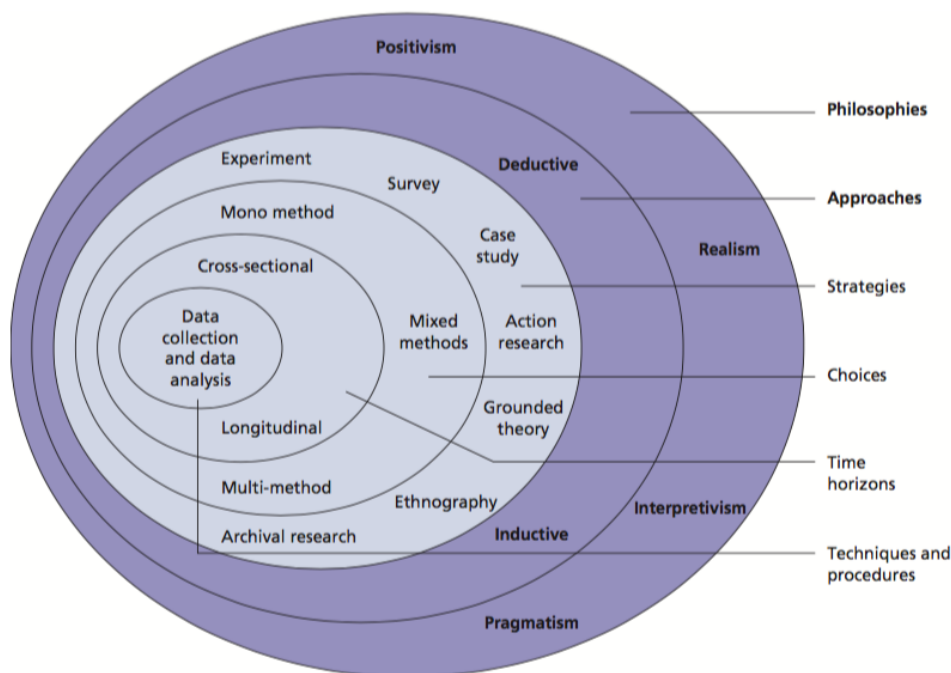 Positivism
Philosophies
Experiment
Deductive
Survey
Approaches
Mono method
Case
study
Realism
Cross-sectional
Strategies
Data
collection
and data
analysis
Mixed
methods
Action
research
Choices
Grounded
theory
Longitudinal
Time
horizons
Multi-method
Ethnography
Interpretivism
Archival research
Inductive
Techniques and
procedures
Pragmatism